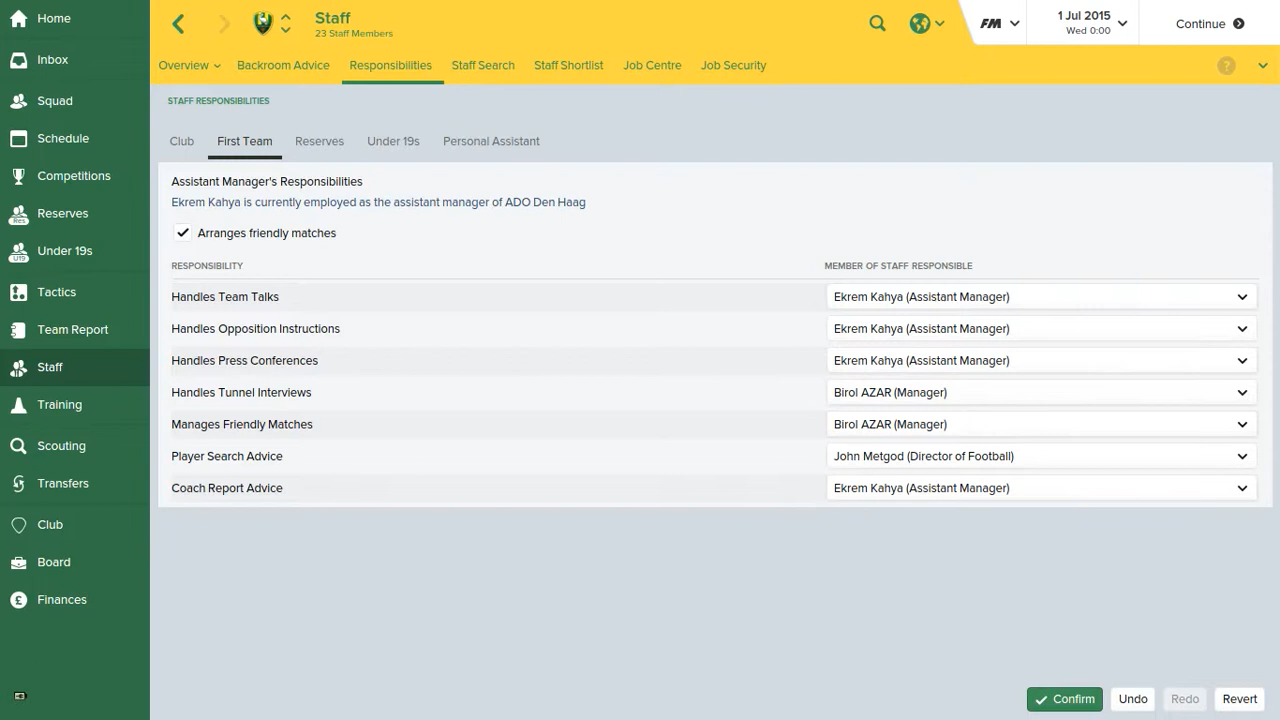 Home
Inbox
Squad
Schedule
Competitions
Reserves
Under 19s
Tactics
Team Report
Staff
Training
Scouting
Transfers
Club
Board
Finances
Staff
23 Staff Members
FM
1 Jul 2015
Wed 0:00
Continue
Overview Backroom Advice Responsibilities Staff Search Staff Shortlist Job Centre Job Security ?
STAFF RESPONSIBILITIES
Club First Team Reserves Under 19s Personal Assistant
Assistant Manager's Responsibilities
Ekrem Kahya is currently employed as the assistant manager of ADO Den Haag
Arranges friendly matches
RESPONSIBILITY MEMBER OF STAFF RESPONSIBLE
Handles Team Talks Ekrem Kahya (Assistant Manager)
Handles Opposition Instructions Ekrem Kahya (Assistant Manager)
Handles Press Conferences Ekrem Kahya (Assistant Manager)
Handles Tunnel Interviews Birol AZAR (Manager)
Manages Friendly Matches Birol AZAR (Manager)
Player Search Advice John Metgod (Director of Football)
Coach Report Advice Ekrem Kahya (Assistant Manager)
Confirm Undo Redo Revert